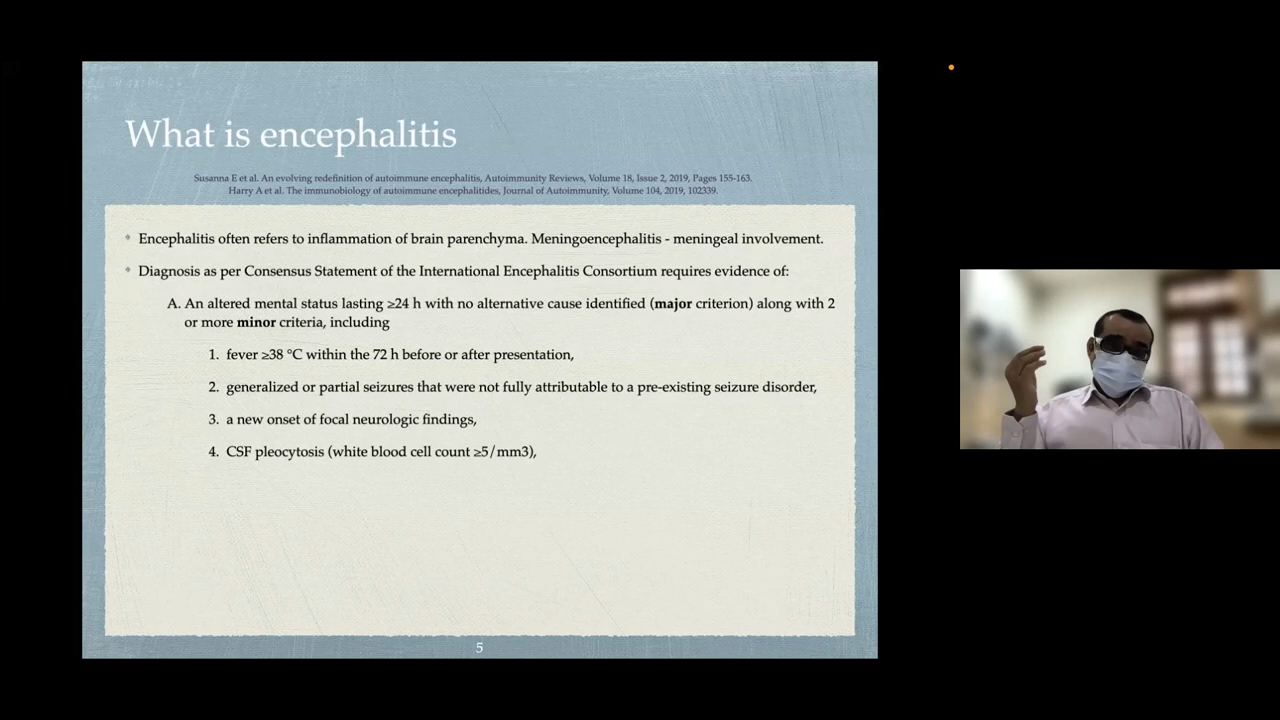 What is encephalitis
Susanna E et al. An evolving redefinition of autoimmune encephalitis, Autoimmunity Reviews, Volume 18, Issue 2, 2019, Pages 155-163.
Harry A et al. The immunobiology of autoimmune encephalitides, Journal of Autoimmunity, Volume 104, 2019, 102339.
• Encephalitis often refers to inflammation of brain parenchyma. Meningoencephalitis - meningeal involvement.
• Diagnosis as per Consensus Statement of the International Encephalitis Consortium requires evidence of:
A. An altered mental status lasting ≥24 h with no alternative cause identified (major criterion) along with 2
or more minor criteria, including
1. fever ≥38 °C within the 72 h before or after presentation,
2. generalized or partial seizures that were not fully attributable to a pre-existing seizure disorder,
3. a new onset of focal neurologic findings,
4. CSF pleocytosis (white blood cell count ≥5/mm3),
5